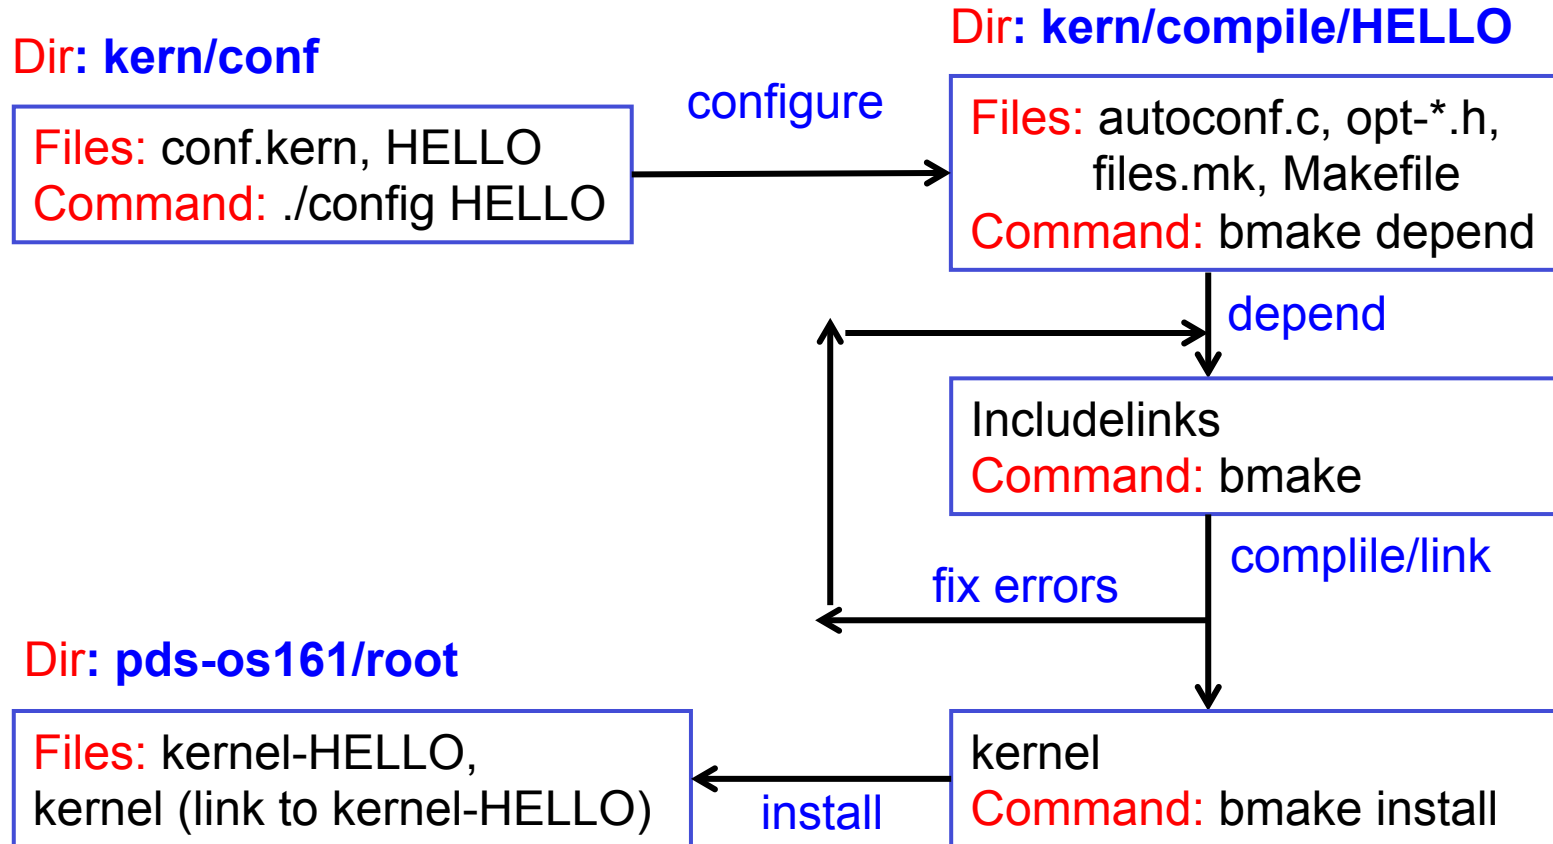 Dir: kern/conf
Files: conf.kern, HELLO
Command: ./config HELLO
configure
Dir: kern/compile/HELLO
Files: autoconf.c, opt-*.h,
files.mk, Makefile
Command: bmake depend
depend
Includelinks
Command: bmake
complile/link
fix errors
kernel
Command: bmake install
install
Dir: pds-os161/root
Files: kernel-HELLO,
kernel (link to kernel-HELLO)